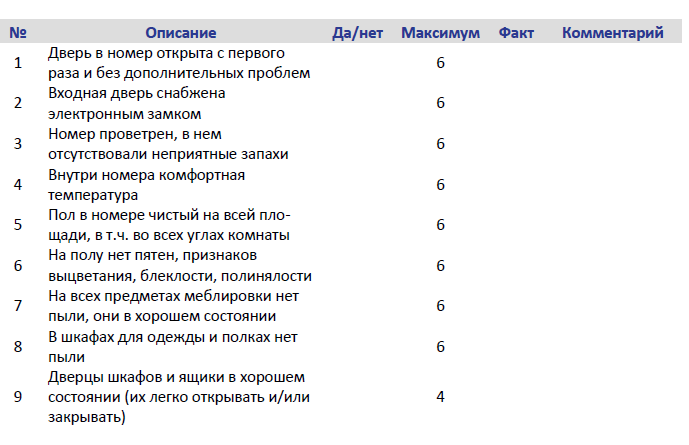 № Описание Да/нет Максимум Факт Комментарий
Дверь в номер открыта с первого
1 раза и без дополнительных проблем 6
Входная дверь снабжена
2 электронным замком 6
Номер проветрен, в нем
3 отсутствовали неприятные запахи 6
Внутри номера комфортная
4 температура 6
Пол в номере чистый на всей пло-
5 щади, в т.ч. во всех углах комнаты 6
На полу нет пятен, признаков
6 выцветания, блеклости, полинялости 6
На всех предметах меблировки нет
7 пыли, они в хорошем состоянии 6
В шкафах для одежды и полках нет
8 пыли 6
Дверцы шкафов и ящики в хорошем
9 состоянии (их легко открывать и/или 4
закрывать)